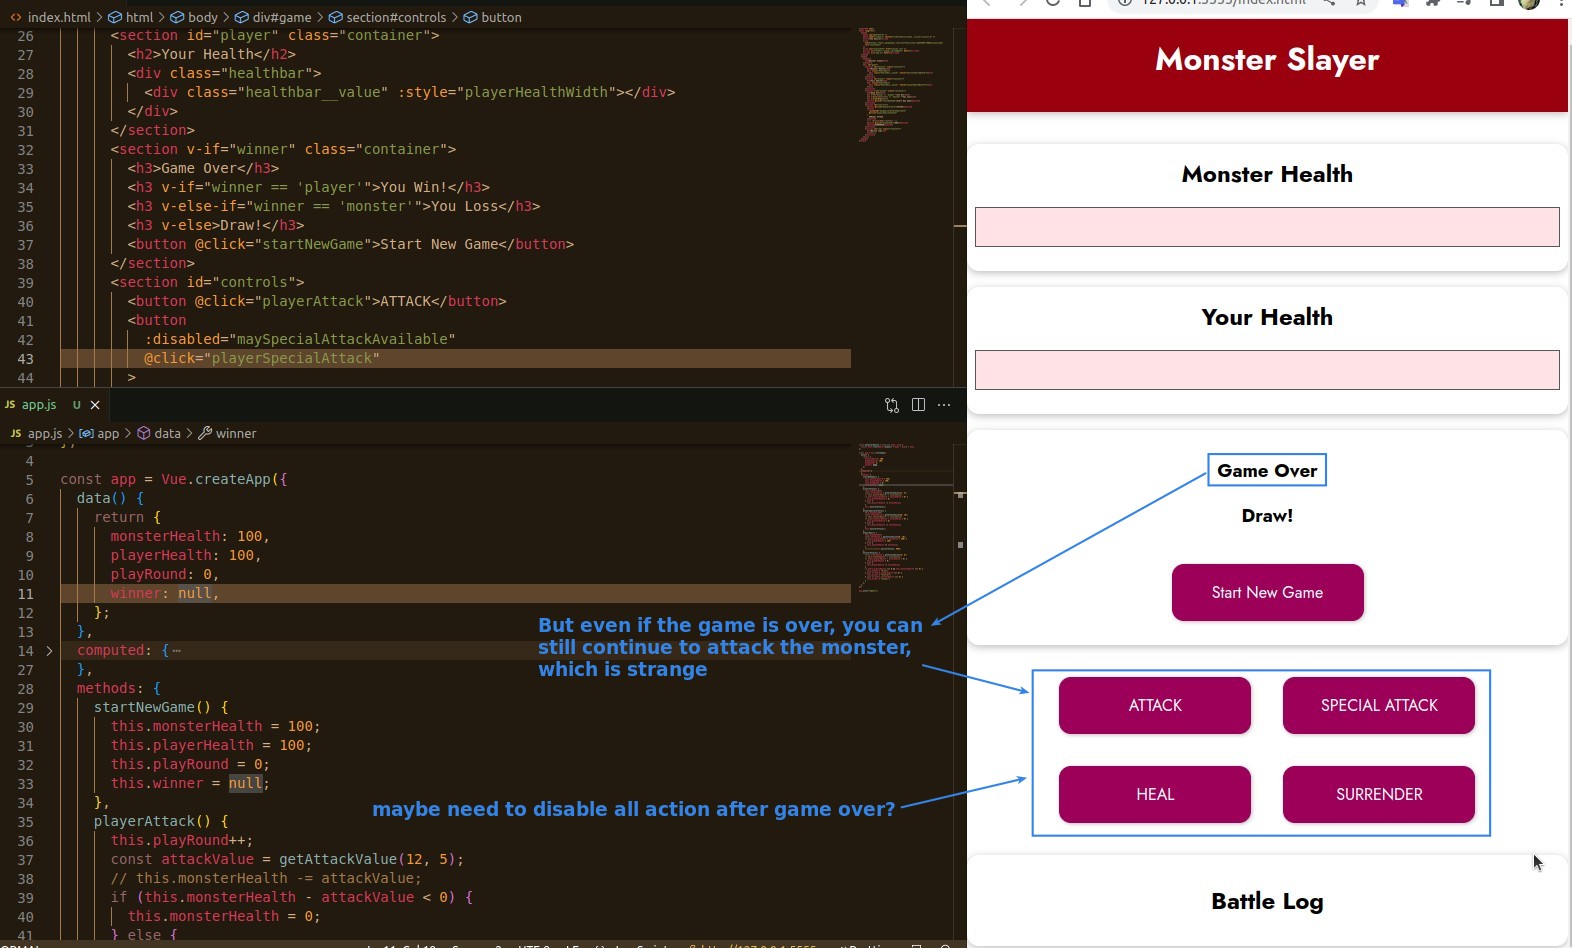 index.html > html > body > div#game > section#controls > button
26 <section id="player" class="container">
27 <h2>Your Health</h2>
28 <div class="healthbar">
29 <div class="healthbar__value" :style="playerHealthWidth"></div>
30 </div>
31 </section>
32 <section v-if="winner" class="container">
33 <h3>Game Over</h3>
34 <h3 v-if="winner == 'player'">You Win!</h3>
35 <h3 v-else-if="winner == 'monster'">You Loss</h3>
36 <h3 v-else>Draw!</h3>
37 <button @click="startNewGame">Start New Game</button>
38 </section>
39 <section id="controls">
40 <button @click="playerAttack">ATTACK</button>
41 <button
42 :disabled="maySpecialAttackAvailable"
43 @click="playerSpecialAttack"
44 >
JS app.js U
JS app.js > app > data > winner
4
5 const app = Vue.createApp({
6 data() {
7 return {
8 monsterHealth: 100,
9 playerHealth: 100,
10 playRound: 0,
11 winner: null,
12 };
13 },
14 computed: {
27 },
28 methods: {
29 startNewGame() {
30 this.monsterHealth = 100;
31 this.playerHealth = 100;
32 this.playRound = 0;
33 this.winner = null;
34 },
35 playerAttack() {
36 this.playRound++;
37 const attackValue = getAttackValue(12, 5);
38 // this.monsterHealth -= attackValue;
39 if (this.monsterHealth - attackValue < 0) {
40 this.monsterHealth = 0;
41 } else {
But even if the game is over, you can
still continue to attack the monster,
which is strange
maybe need to disable all action after game over?
127.0.0.1:5555/index.html
Monster Slayer
Monster Health
Your Health
Game Over
Draw!
Start New Game
ATTACK
SPECIAL ATTACK
HEAL
SURRENDER
Battle Log